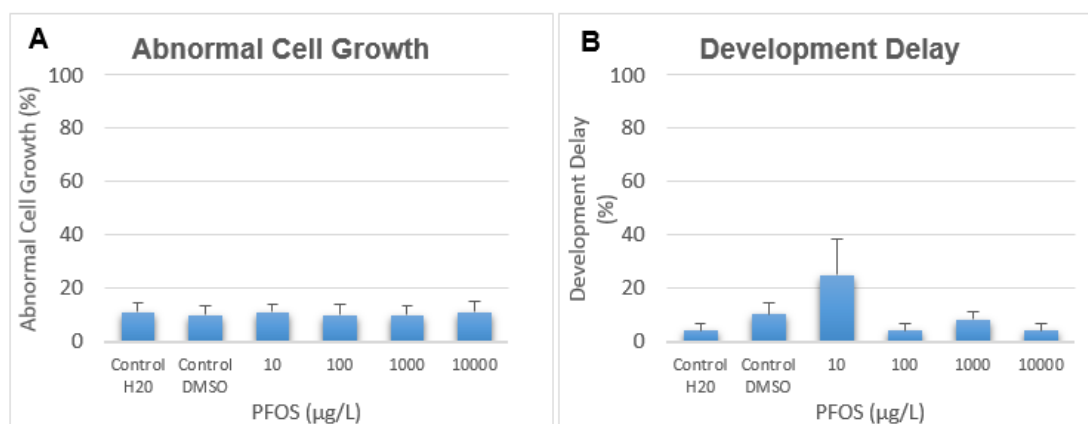 A
Abnormal Cell Growth
Abnormal Cell Growth (%)
100
80
60
40
20
0
Control H20
Control DMSO
10
100
1000
10000
PFOS (µg/L)
B
Development Delay
Development Delay
(%)
100
80
60
40
20
0
Control H20
Control DMSO
10
100
1000
10000
PFOS (µg/L)